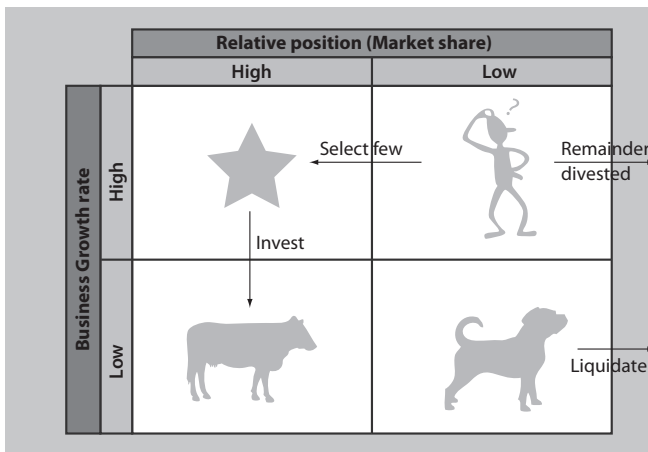 Relative position (Market share)
High
Low
Business Growth rate
High
?
Select few
Remainder
divested
Invest
Low
Liquidate